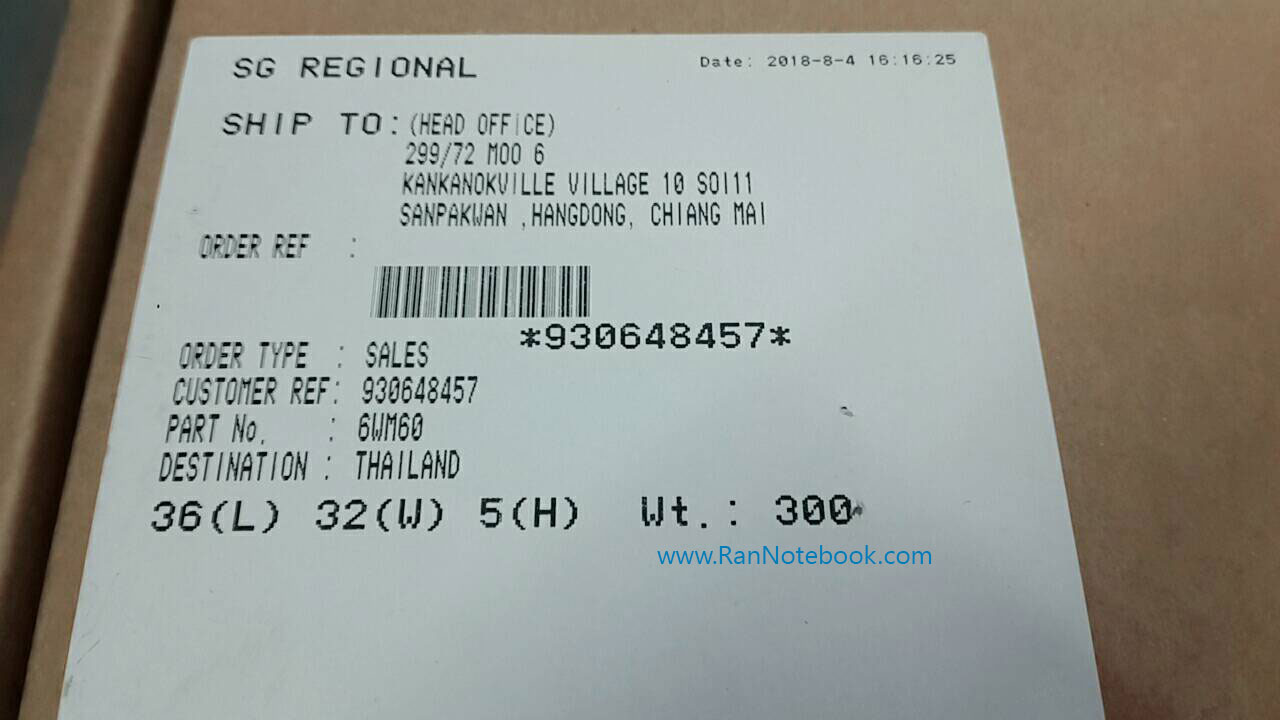 SG REGIONAL
Date: 2018-8-4 16:16:25
SHIP TO: (HEAD OFFICE)
299/72 MOO 6
KANKANOKVILLE VILLAGE 10 SOI11
SANPAKWAN ,HANGDONG, CHIANG MAI
ORDER REF :
*930648457*
ORDER TYPE : SALES
CUSTOMER REF: 930648457
PART No. : 6WM60
DESTINATION : THAILAND
36(L) 32(W) 5(H) Wt.: 300
www.RanNotebook.com